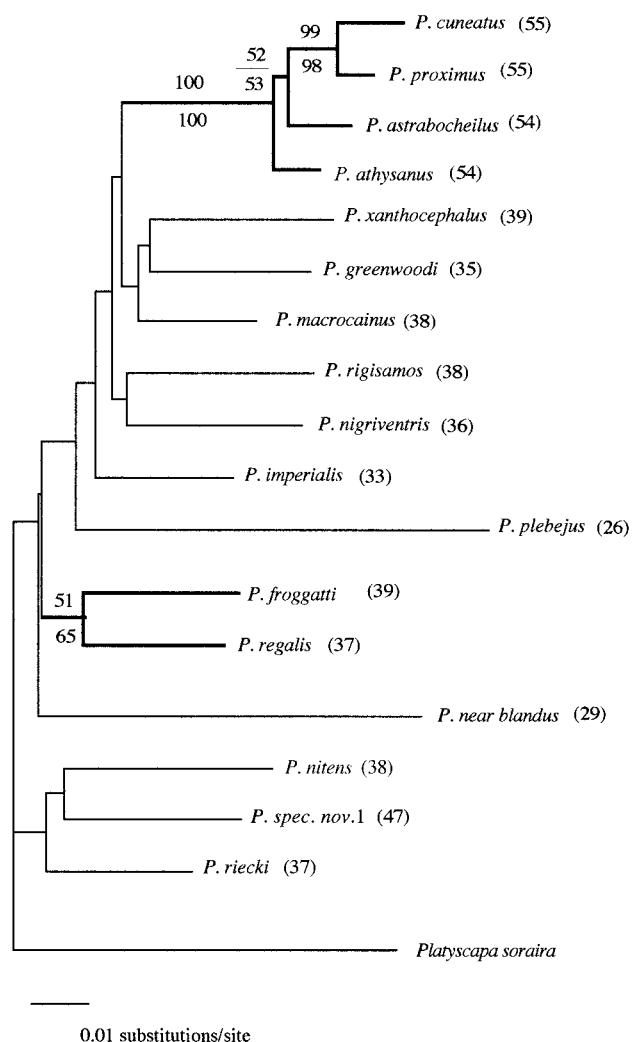 99
P. cuneatus (55)
52
98
P. proximus (55)
100
53
100
P. astrabocheilus (54)
P. athysanus (54)
P. xanthocephalus (39)
P. greenwoodi (35)
P. macrocainus (38)
P. rigisamos (38)
P. nigriventris (36)
P. imperialis (33)
P. plebejus (26)
51
P. froggatti (39)
65
P. regalis (37)
P. near blandus (29)
P. nitens (38)
P. spec. nov.1 (47)
P. riecki (37)
Platyscapa soraira
0.01 substitutions/site